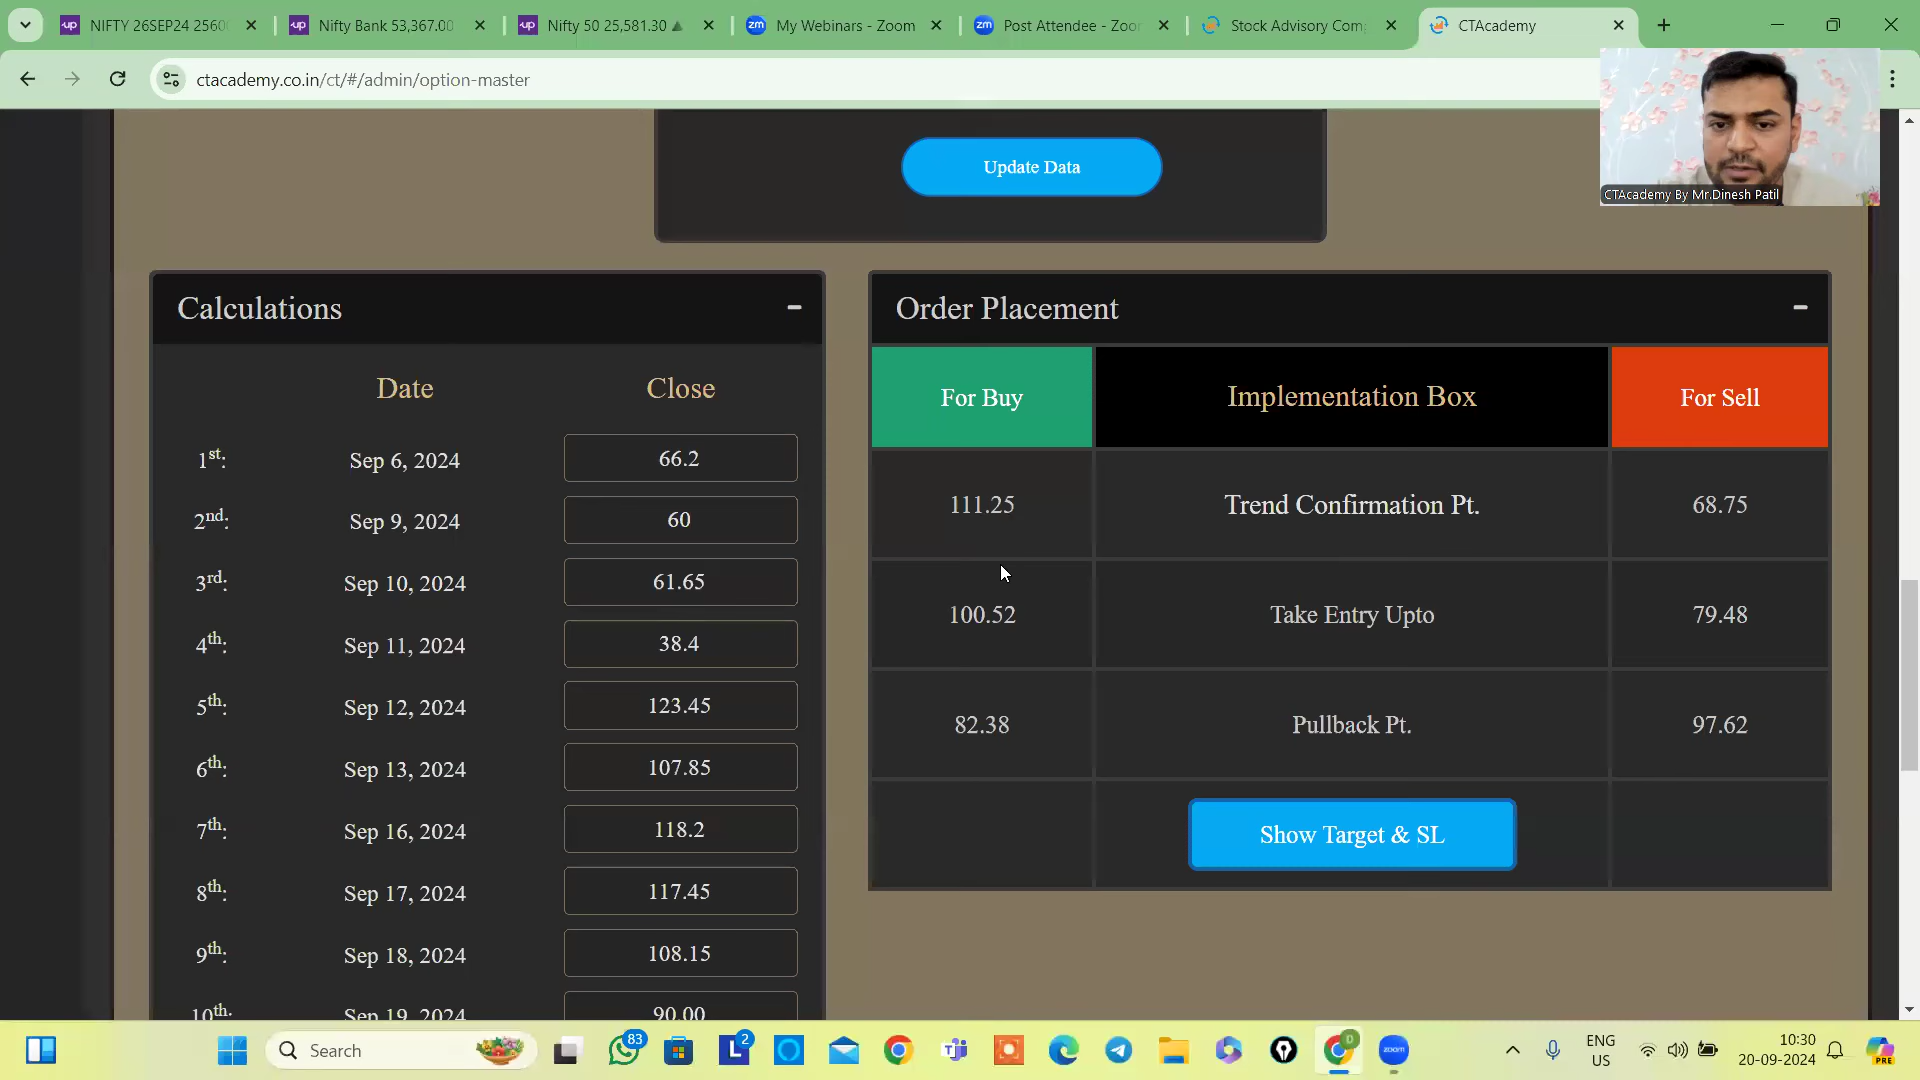 NIFTY 26SEP24 2560
Nifty Bank 53,367.00
Nifty 50 25,581.30
My Webinars - Zoom
Post Attendee - Zoo
Stock Advisory Com
CTAcademy
ctacademy.co.in/ct/#/admin/option-master
CTAcademy By Mr.Dinesh Patil
Update Data
Calculations
Date Close
1st: Sep 6, 2024 66.2
2nd: Sep 9, 2024 60
3rd: Sep 10, 2024 61.65
4th: Sep 11, 2024 38.4
5th: Sep 12, 2024 123.45
6th: Sep 13, 2024 107.85
7th: Sep 16, 2024 118.2
8th: Sep 17, 2024 117.45
9th: Sep 18, 2024 108.15
10th: Sep 19, 2024 90.00
Order Placement
For Buy Implementation Box For Sell
111.25 Trend Confirmation Pt. 68.75
100.52 Take Entry Upto 79.48
82.38 Pullback Pt. 97.62
Show Target & SL
Search
83
2
ENG
US
10:30
20-09-2024
PRE